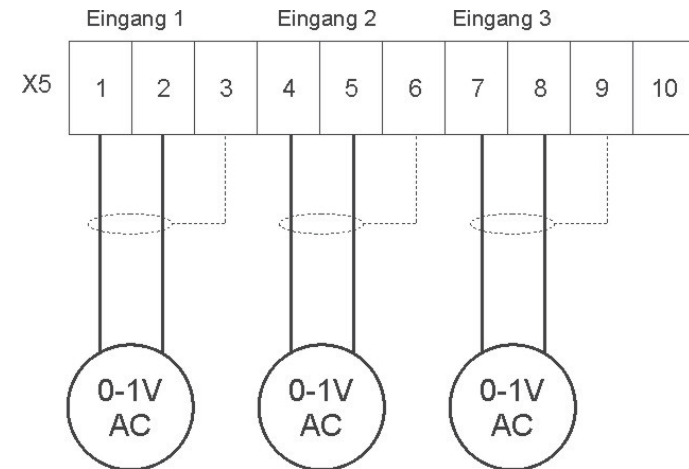 Eingang 1 Eingang 2 Eingang 3
X5 1 2 3 4 5 6 7 8 9 10
0-1V 0-1V 0-1V
AC AC AC